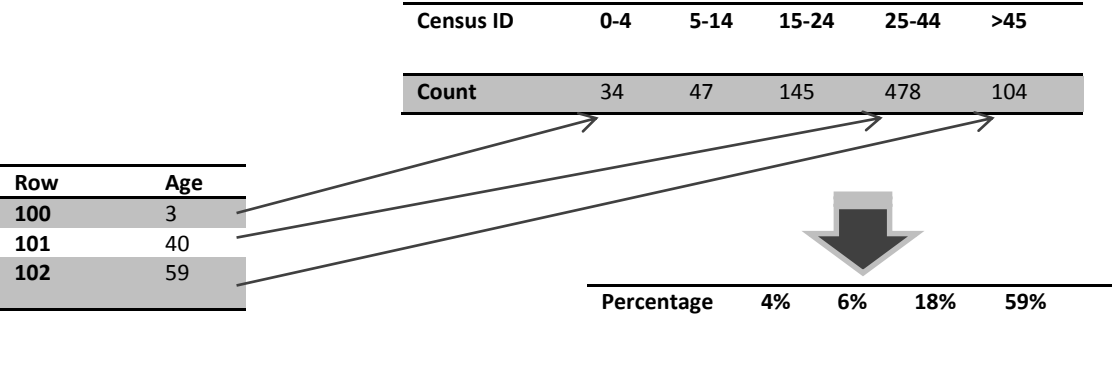 Census ID 0-4 5-14 15-24 25-44 >45
Count 34 47 145 478 104
Row Age
100 3
101 40
102 59
Percentage 4% 6% 18% 59%